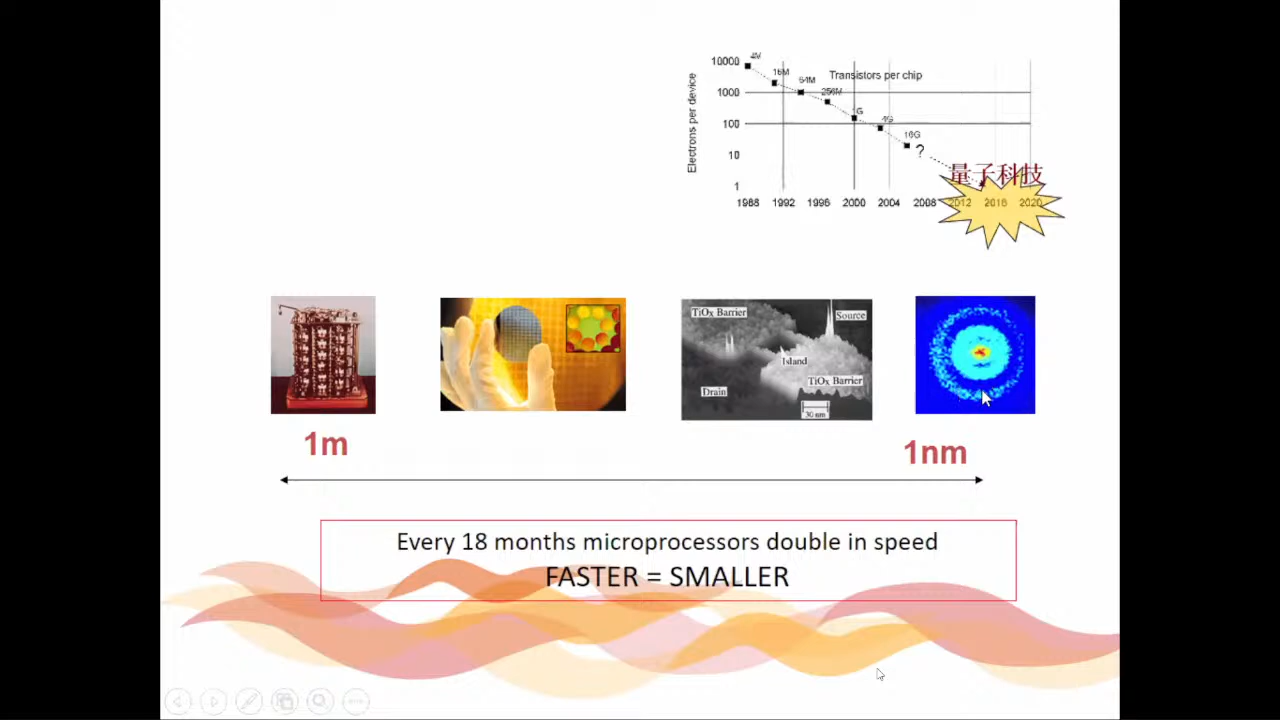 Electrons per device
10000
1000
100
10
1
4M
16M
64M
256M
1G
4G
16G
?
Transistors per chip
量子科技
1988 1992 1996 2000 2004 2008 2012 2016 2020
TiOx Barrier
Source
Island
TiOx Barrier
Drain
30 nm
1m
1nm
Every 18 months microprocessors double in speed
FASTER = SMALLER